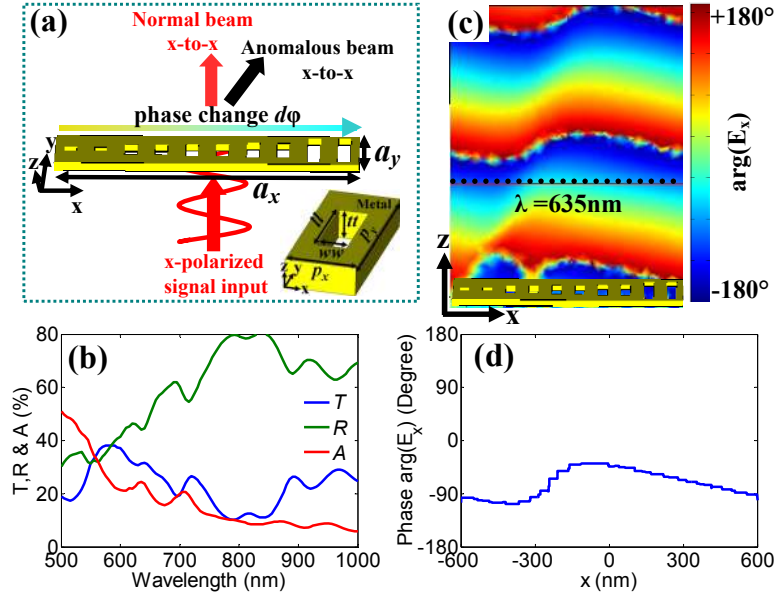 (a)
Normal beam
x-to-x
Anomalous beam
x-to-x
phase change dφ
y
z
x
a_x
a_y
x-polarized
signal input
Metal
ll
tt
ww
p_y
p_x
z
y
x
(c)
λ =635nm
z
x
+180°
arg(E_x)
-180°
(b)
T,R & A (%)
80
60
40
20
0
T
R
A
500 600 700 800 900 1000
Wavelength (nm)
(d)
Phase arg(E_x) (Degree)
180
90
0
-90
-180
-600 -300 0 300 600
x (nm)